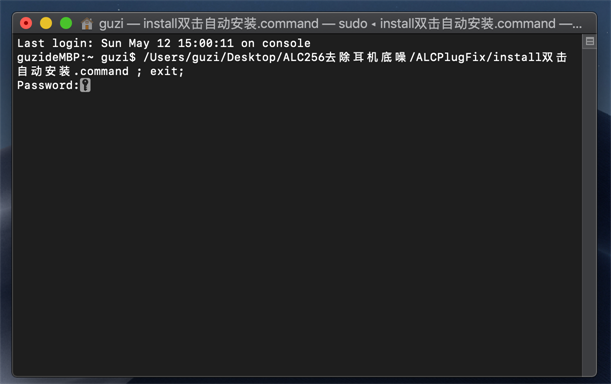 guzi — install双击自动安装.command — sudo ◂ install双击自动安装.command —...
Last login: Sun May 12 15:00:11 on console
guzideMBP:~ guzi$ /Users/guzi/Desktop/ALC256去除耳机底噪/ALCPlugFix/install双击
自动安装.command ; exit;
Password: